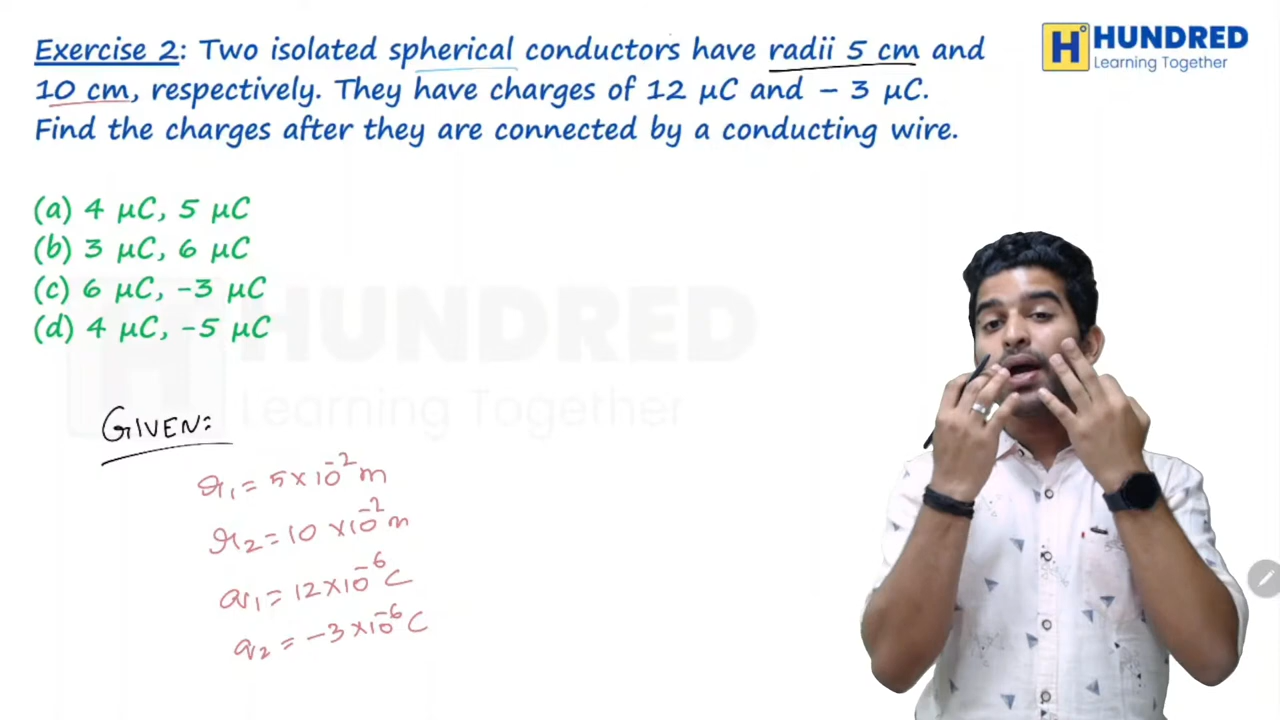 Exercise 2: Two isolated spherical conductors have radii 5 cm and
10 cm, respectively. They have charges of 12 μC and – 3 μC.
Find the charges after they are connected by a conducting wire.
H HUNDRED
Learning Together
(a) 4 μC, 5 μC
(b) 3 μC, 6 μC
(c) 6 μC, -3 μC
(d) 4 μC, -5 μC
HUNDRED
Learning Together
GIVEN:
r₁ = 5×10⁻² m
r₂ = 10 ×10⁻² m
q₁ = 12×10⁻⁶ C
q₂ = -3 ×10⁻⁶ C